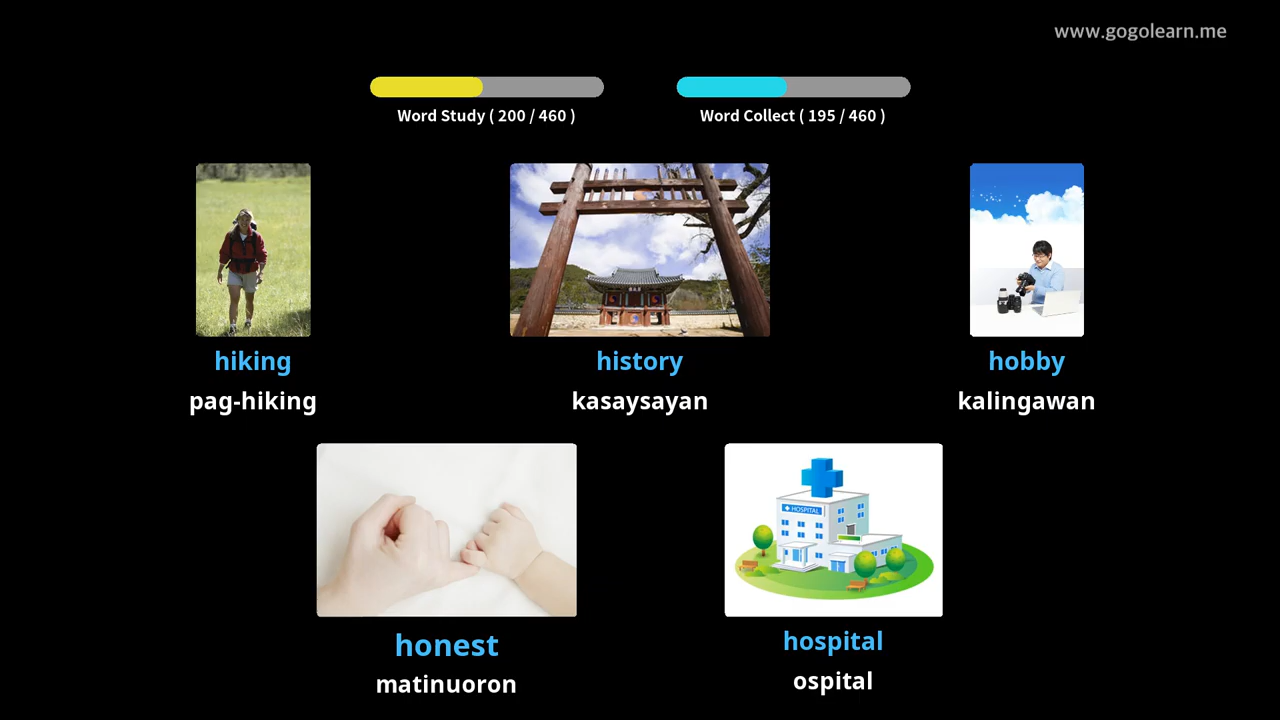 www.gogolearn.me
Word Study ( 200 / 460 )
Word Collect ( 195 / 460 )
hiking
pag-hiking
history
kasaysayan
hobby
kalingawan
honest
matinuoron
HOSPITAL
hospital
ospital